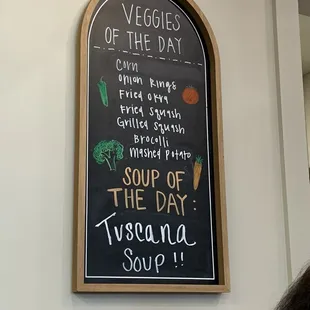 VEGGIES
OF THE DAY
Corn
Onion Rings
Fried Okra
Fried Squash
Grilled Squash
Brocolli
Mashed Potato
SOUP OF
THE DAY:
Tuscana
SOUP !!